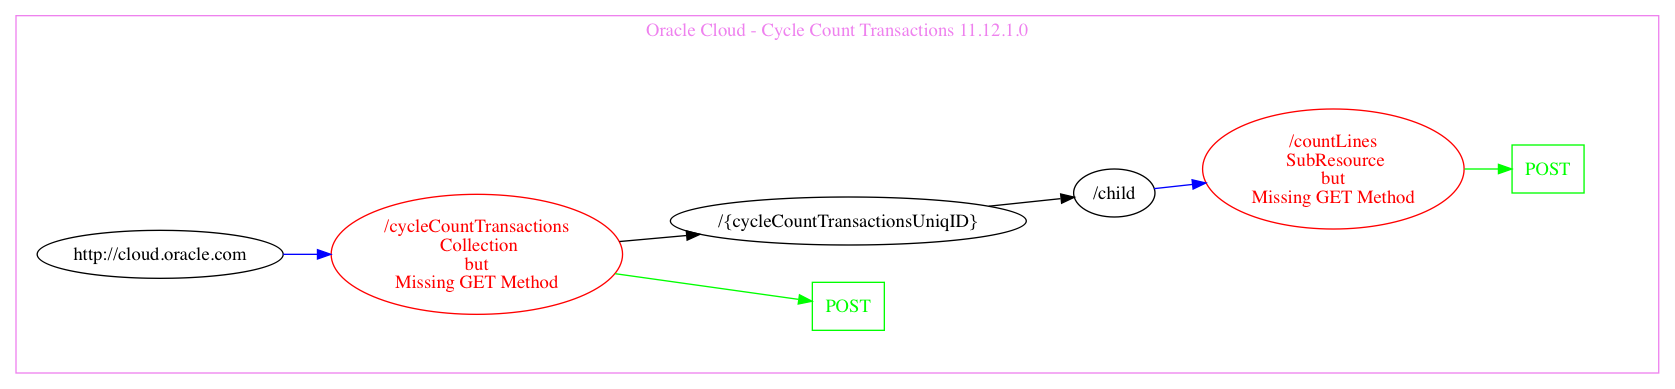 Oracle Cloud - Cycle Count Transactions 11.12.1.0
http://cloud.oracle.com
/cycleCountTransactions
Collection
but
Missing GET Method
/{cycleCountTransactionsUniqID}
POST
/child
/countLines
SubResource
but
Missing GET Method
POST